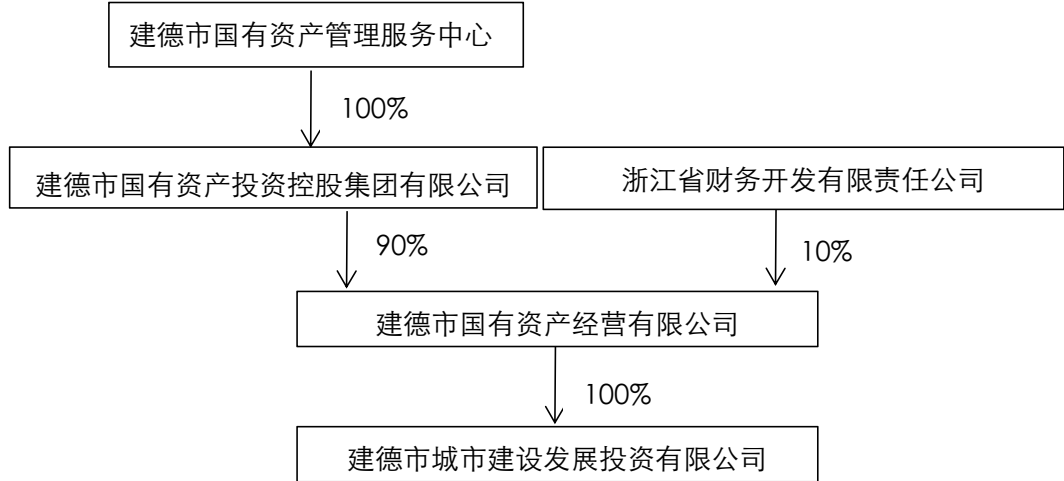 建德市国有资产管理服务中心
100%
建德市国有资产投资控股集团有限公司
浙江省财务开发有限责任公司
90%
10%
建德市国有资产经营有限公司
100%
建德市城市建设发展投资有限公司